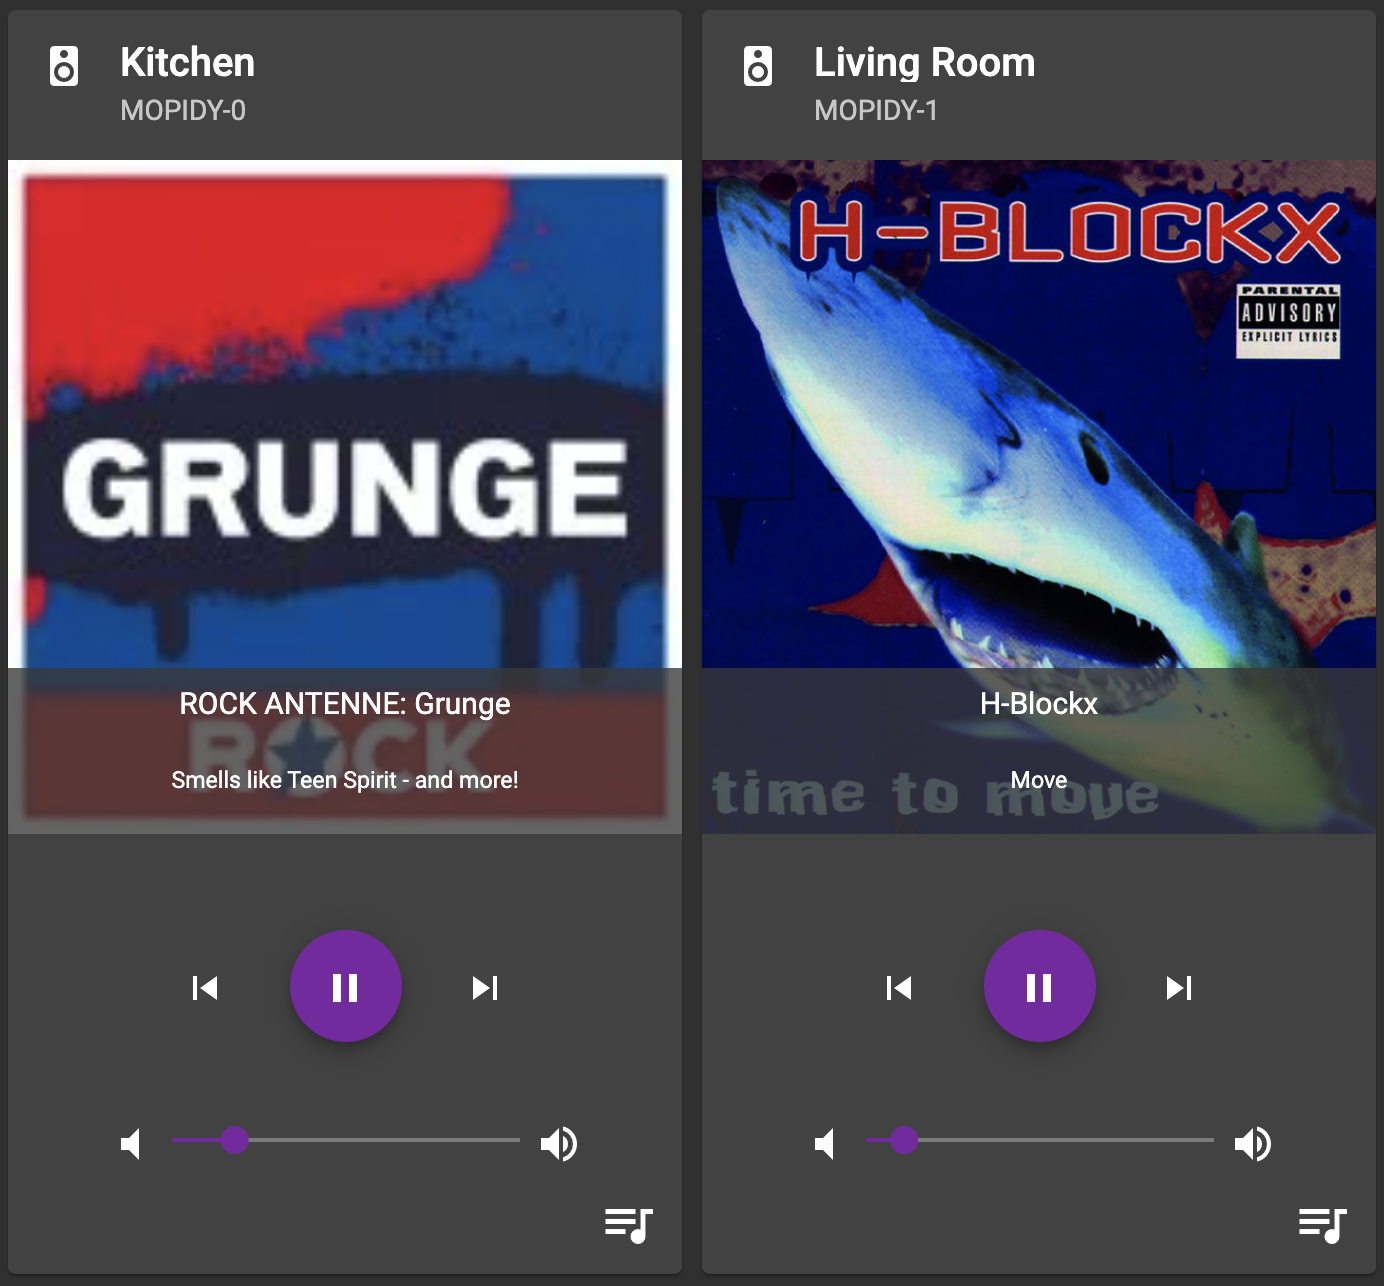 Kitchen
MOPIDY-0
GRUNGE
ROCK ANTENNE: Grunge
ROCK
Smells like Teen Spirit - and more!
Living Room
MOPIDY-1
H-BLOCKX
PARENTAL
ADVISORY
EXPLICIT LYRICS
H-Blockx
Move
time to move